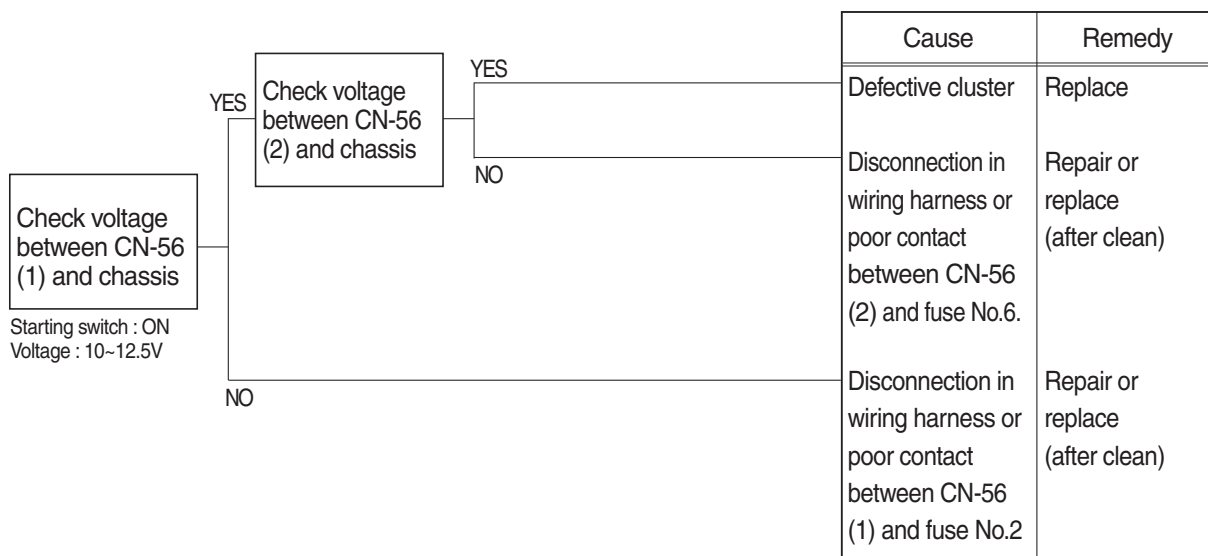 Check voltage
between CN-56
(1) and chassis
Starting switch : ON
Voltage : 10~12.5V
YES
NO
Check voltage
between CN-56
(2) and chassis
YES
NO
Cause
Remedy
Defective cluster
Replace
Disconnection in
wiring harness or
poor contact
between CN-56
(2) and fuse No.6.
Repair or
replace
(after clean)
Disconnection in
wiring harness or
poor contact
between CN-56
(1) and fuse No.2
Repair or
replace
(after clean)